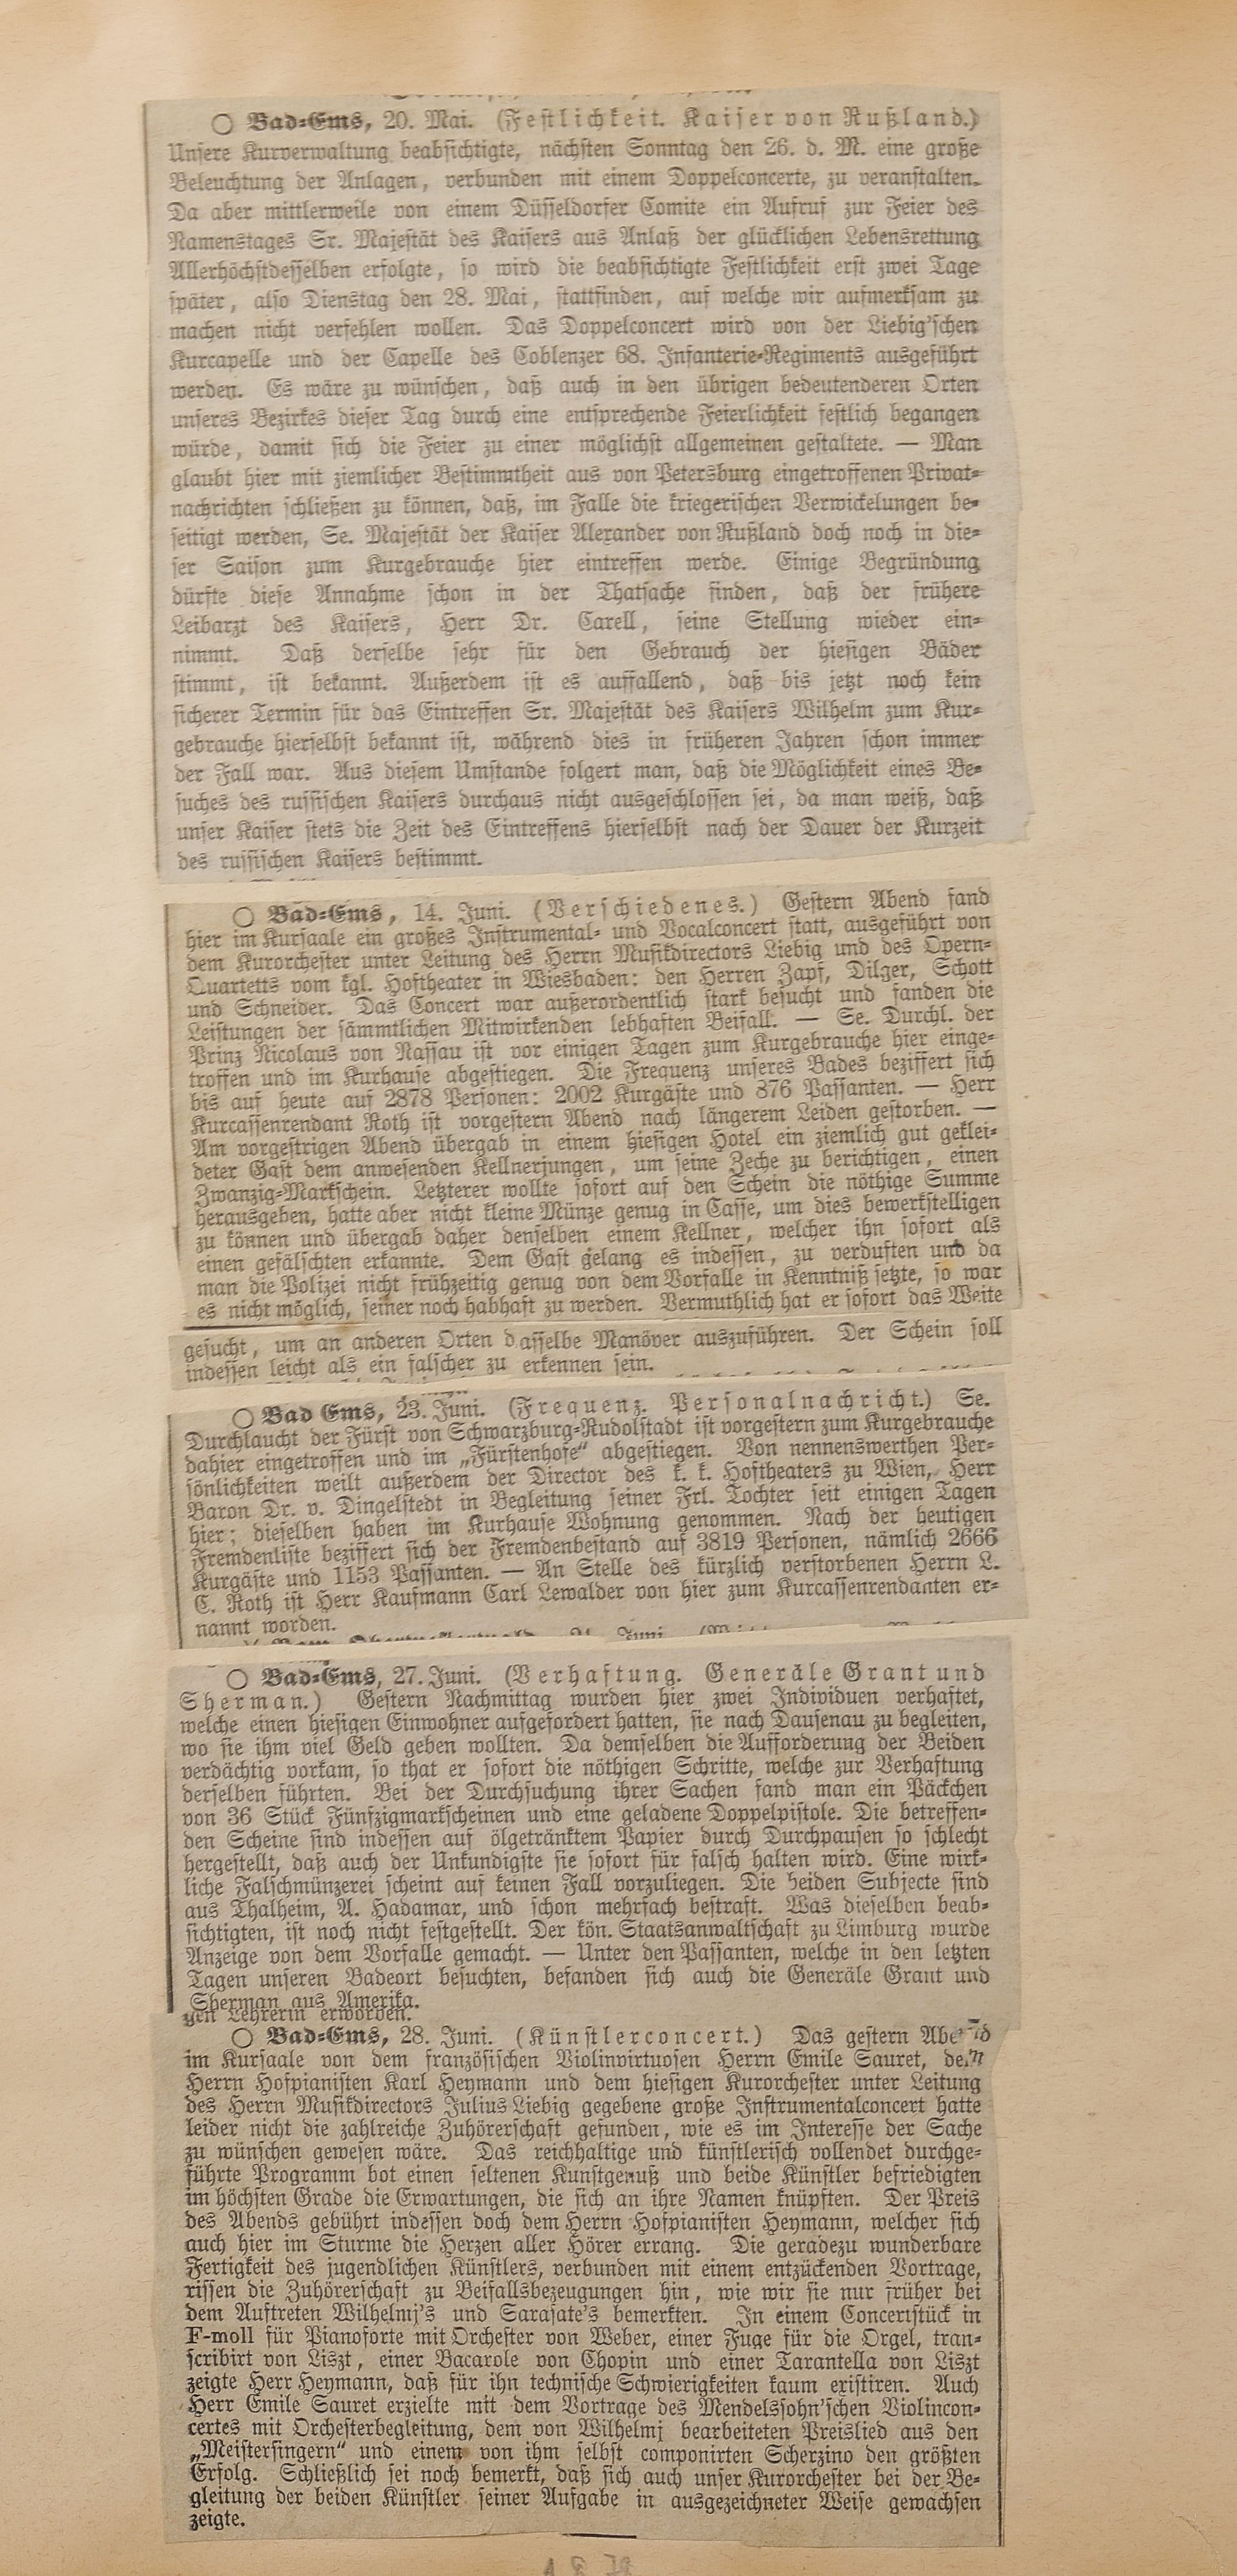 ○ Bad-Ems, 20. Mai. (Festlichkeit. Kaiser von Rußland.)
Unsere Kurverwaltung beabsichtigte, nächsten Sonntag den 26. d. M. eine große
Beleuchtung der Anlagen, verbunden mit einem Doppelconcerte, zu veranstalten.
Da aber mittlerweile von einem Düsseldorfer Comite ein Aufruf zur Feier des
Namenstages Sr. Majestät des Kaisers aus Anlaß der glücklichen Lebensrettung
Allerhöchstdesselben erfolgte, so wird die beabsichtigte Festlichkeit erst zwei Tage
später, also Dienstag den 28. Mai, stattfinden, auf welche wir aufmerksam zu
machen nicht verfehlen wollen. Das Doppelconcert wird von der Liebig'schen
Kurcapelle und der Capelle des Coblenzer 68. Infanterie-Regiments ausgeführt
werden. Es wäre zu wünschen, daß auch in den übrigen bedeutenderen Orten
unseres Bezirkes dieser Tag durch eine entsprechende Feierlichkeit festlich begangen
würde, damit sich die Feier zu einer möglichst allgemeinen gestaltete. — Man
glaubt hier mit ziemlicher Bestimmtheit aus von Petersburg eingetroffenen Privat-
nachrichten schließen zu können, daß, im Falle die kriegerischen Verwickelungen be-
seitigt werden, Se. Majestät der Kaiser Alexander von Rußland doch noch in die-
ser Saison zum Kurgebrauche hier eintreffen werde. Einige Begründung
dürfte diese Annahme schon in der Thatsache finden, daß der frühere
Leibarzt des Kaisers, Herr Dr. Carell, seine Stellung wieder ein-
nimmt. Daß derselbe sehr für den Gebrauch der hiesigen Bäder
stimmt, ist bekannt. Außerdem ist es auffallend, daß bis jetzt noch kein
sicherer Termin für das Eintreffen Sr. Majestät des Kaisers Wilhelm zum Kur-
gebrauche hierselbst bekannt ist, während dies in früheren Jahren schon immer
der Fall war. Aus diesem Umstande folgert man, daß die Möglichkeit eines Be-
suches des russischen Kaisers durchaus nicht ausgeschlossen sei, da man weiß, daß
unser Kaiser stets die Zeit des Eintreffens hierselbst nach der Dauer der Kurzeit
des russischen Kaisers bestimmt.
○ Bad-Ems, 14. Juni. (Verschiedenes.) Gestern Abend fand
hier im Kursaale ein großes Instrumental- und Vocalconcert statt, ausgeführt von
dem Kurorchester unter Leitung des Herrn Musikdirectors Liebig und des Opern-
Quartetts vom kgl. Hoftheater in Wiesbaden: den Herren Zapf, Dilger, Schott
und Schneider. Das Concert war außerordentlich stark besucht und fanden die
Leistungen der sämmtlichen Mitwirkenden lebhaften Beifall. — Se. Durchl. der
Prinz Nicolaus von Nassau ist vor einigen Tagen zum Kurgebrauche hier einge-
troffen und im Kurhause abgestiegen. Die Frequenz unseres Bades beziffert sich
bis auf heute auf 2878 Personen: 2002 Kurgäste und 876 Passanten. — Herr
Kurcassenrendant Roth ist vorgestern Abend nach längerem Leiden gestorben. —
Am vorgestrigen Abend übergab in einem hiesigen Hotel ein ziemlich gut geklei-
deter Gast dem anwesenden Kellnerjungen, um seine Zeche zu berichtigen, einen
Zwanzig-Markschein. Letzterer wollte sofort auf den Schein die nöthige Summe
herausgeben, hatte aber nicht kleine Münze genug in Casse, um dies bewerkstelligen
zu können und übergab daher denselben einem Kellner, welcher ihn sofort als
einen gefälschten erkannte. Dem Gast gelang es indessen, zu verduften und da
man die Polizei nicht frühzeitig genug von dem Vorfalle in Kenntniß setzte, so war
es nicht möglich, seiner noch habhaft zu werden. Vermuthlich hat er sofort das Weite
gesucht, um an anderen Orten dasselbe Manöver auszuführen. Der Schein soll
indessen leicht als ein falscher zu erkennen sein.
○ Bad Ems, 23. Juni. (Frequenz. Personalnachricht.) Se.
Durchlaucht der Fürst von Schwarzburg-Rudolstadt ist vorgestern zum Kurgebrauche
dahier eingetroffen und im „Fürstenhofe“ abgestiegen. Von nennenswerthen Per-
sönlichkeiten weilt außerdem der Director des k. k. Hoftheaters zu Wien, Herr
Baron Dr. v. Dingelstedt in Begleitung seiner Frl. Tochter seit einigen Tagen
hier; dieselben haben im Kurhause Wohnung genommen. Nach der heutigen
Fremdenliste beziffert sich der Fremdenbestand auf 3819 Personen, nämlich 2666
Kurgäste und 1153 Passanten. — An Stelle des kürzlich verstorbenen Herrn L.
C. Roth ist Herr Kaufmann Carl Lewalder von hier zum Kurcassenrendanten er-
nannt worden.
○ Bad-Ems, 27. Juni. (Verhaftung. Generäle Grant und
Sherman.) Gestern Nachmittag wurden hier zwei Individuen verhaftet,
welche einen hiesigen Einwohner aufgefordert hatten, sie nach Dausenau zu begleiten,
wo sie ihm viel Geld geben wollten. Da demselben die Aufforderung der Beiden
verdächtig vorkam, so that er sofort die nöthigen Schritte, welche zur Verhaftung
derselben führten. Bei der Durchsuchung ihrer Sachen fand man ein Päckchen
von 36 Stück Fünfzigmarkscheinen und eine geladene Doppelpistole. Die betreffen-
den Scheine sind indessen auf ölgetränktem Papier durch Durchpausen so schlecht
hergestellt, daß auch der Unkundigste sie sofort für falsch halten wird. Eine wirk-
liche Falschmünzerei scheint auf keinen Fall vorzuliegen. Die beiden Subjecte sind
aus Thalheim, A. Hadamar, und schon mehrfach bestraft. Was dieselben beab-
sichtigten, ist noch nicht festgestellt. Der kön. Staatsanwaltschaft zu Limburg wurde
Anzeige von dem Vorfalle gemacht. — Unter den Passanten, welche in den letzten
Tagen unseren Badeort besuchten, befanden sich auch die Generäle Grant und
Sherman aus Amerika.
gen Lehrerin erworben.
○ Bad-Ems, 28. Juni. (Künstlerconcert.) Das gestern Abend
im Kursaale von dem französischen Violinvirtuosen Herrn Emile Sauret, dem
Herrn Hofpianisten Karl Heymann und dem hiesigen Kurorchester unter Leitung
des Herrn Musikdirectors Julius Liebig gegebene große Instrumentalconcert hatte
leider nicht die zahlreiche Zuhörerschaft gefunden, wie es im Interesse der Sache
zu wünschen gewesen wäre. Das reichhaltige und künstlerisch vollendet durchge-
führte Programm bot einen seltenen Kunstgenuß und beide Künstler befriedigten
im höchsten Grade die Erwartungen, die sich an ihre Namen knüpften. Der Preis
des Abends gebührt indessen doch dem Herrn Hofpianisten Heymann, welcher sich
auch hier im Sturme die Herzen aller Hörer errang. Die geradezu wunderbare
Fertigkeit des jugendlichen Künstlers, verbunden mit einem entzückenden Vortrage,
rissen die Zuhörerschaft zu Beifallsbezeugungen hin, wie wir sie nur früher bei
dem Auftreten Wilhelmj's und Sarasate's bemerkten. In einem Concertstück in
F-moll für Pianoforte mit Orchester von Weber, einer Fuge für die Orgel, tran-
scribirt von Liszt, einer Bacarole von Chopin und einer Tarantella von Liszt
zeigte Herr Heymann, daß für ihn technische Schwierigkeiten kaum existiren. Auch
Herr Emile Sauret erzielte mit dem Vortrage des Mendelssohn'schen Violincon-
certes mit Orchesterbegleitung, dem von Wilhelmj bearbeiteten Preislied aus den
„Meistersingern“ und einem von ihm selbst componirten Scherzino den größten
Erfolg. Schließlich sei noch bemerkt, daß sich auch unser Kurorchester bei der Be-
gleitung der beiden Künstler seiner Aufgabe in ausgezeichneter Weise gewachsen
zeigte.